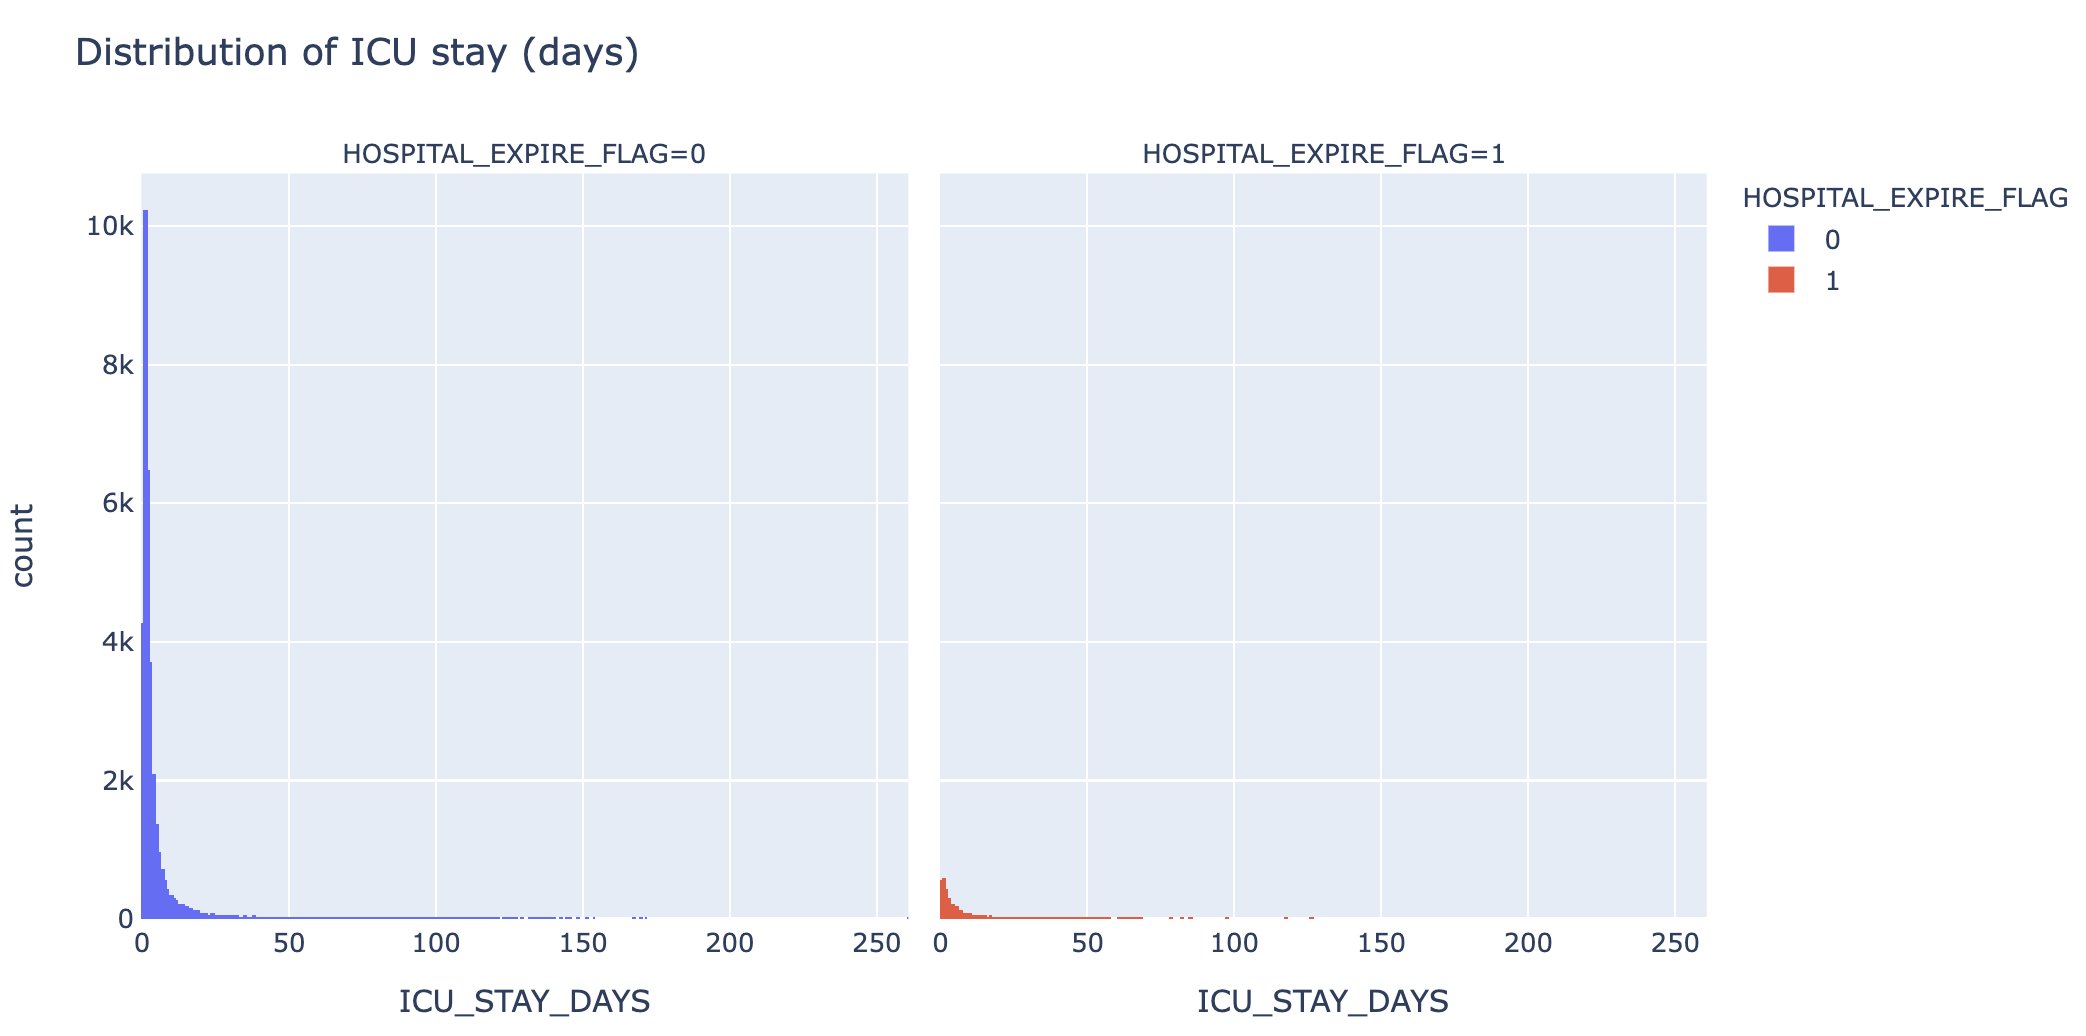 Distribution of ICU stay (days)
HOSPITAL_EXPIRE_FLAG=0
HOSPITAL_EXPIRE_FLAG=1
HOSPITAL_EXPIRE_FLAG
0
1
count
10k
8k
6k
4k
2k
0
0 50 100 150 200 250
0 50 100 150 200 250
ICU_STAY_DAYS
ICU_STAY_DAYS